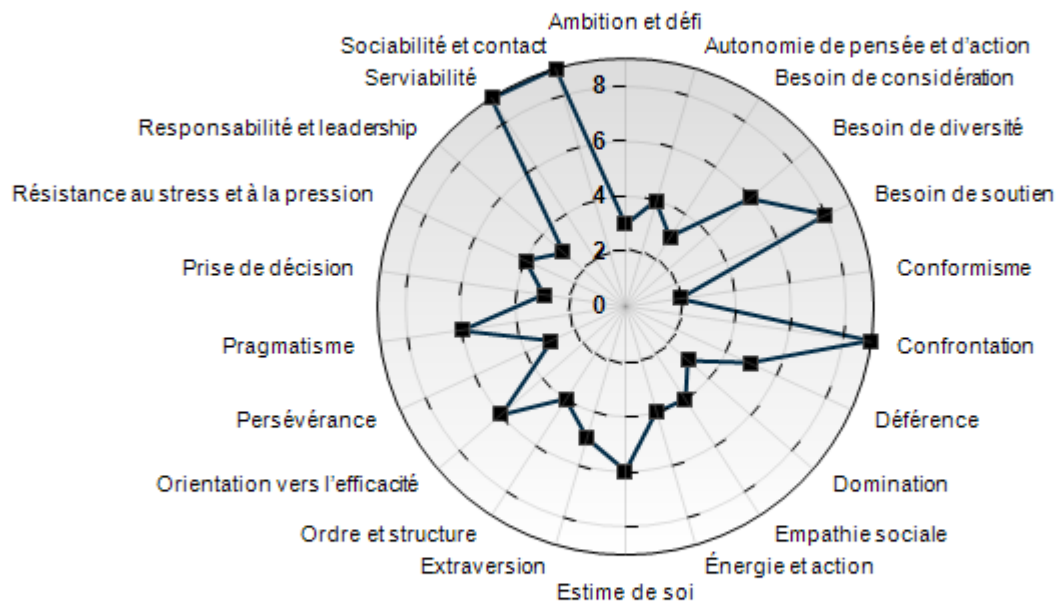 Ambition et défi
Sociabilité et contact
Autonomie de pensée et d'action
Serviabilité
8
Besoin de considération
Responsabilité et leadership
6
Besoin de diversité
Résistance au stress et à la pression
4
Besoin de soutien
2
Prise de décision
Conformisme
0
Pragmatisme
Confrontation
Persévérance
Déférence
Orientation vers l'efficacité
Domination
Ordre et structure
Empathie sociale
Extraversion
Énergie et action
Estime de soi